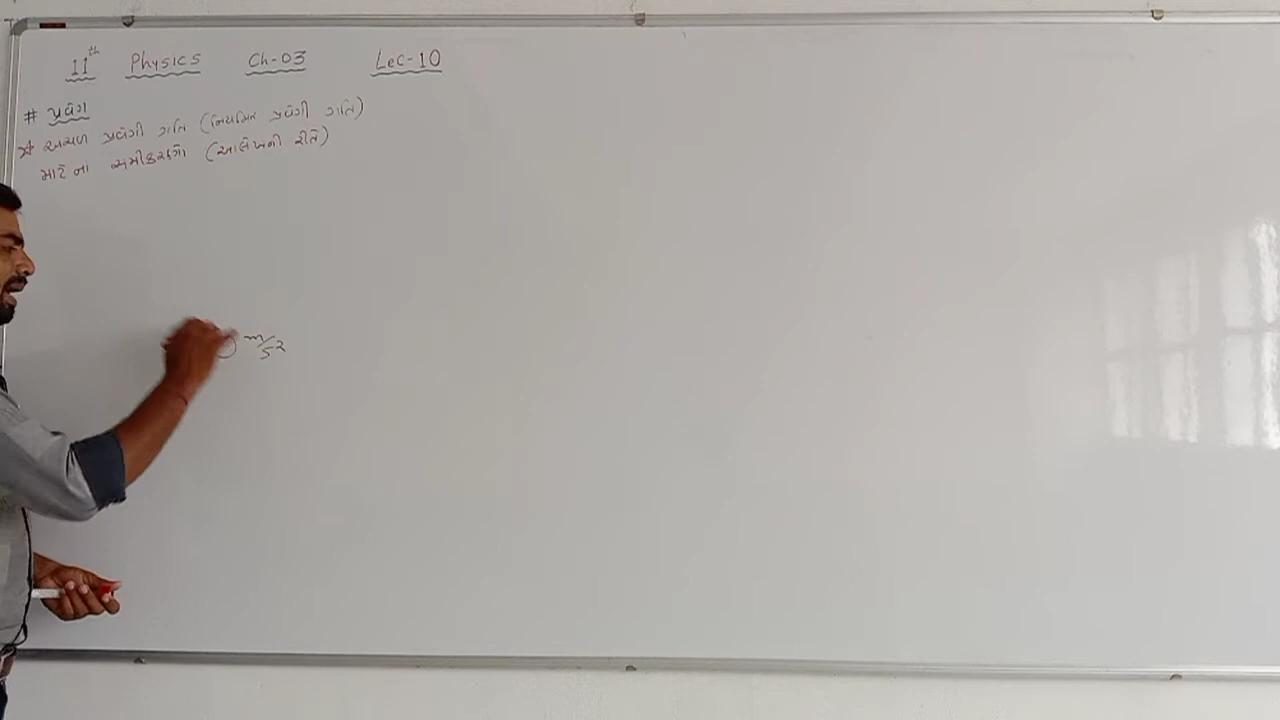 11th Physics Ch-03 Lec-10
# પ્રવેગ
* અચળ પ્રવેગી ગતિ (નિયમિત પ્રવેગી ગતિ)
માટે ના સમીકરણો (આલેખની રીતે)
m/s2